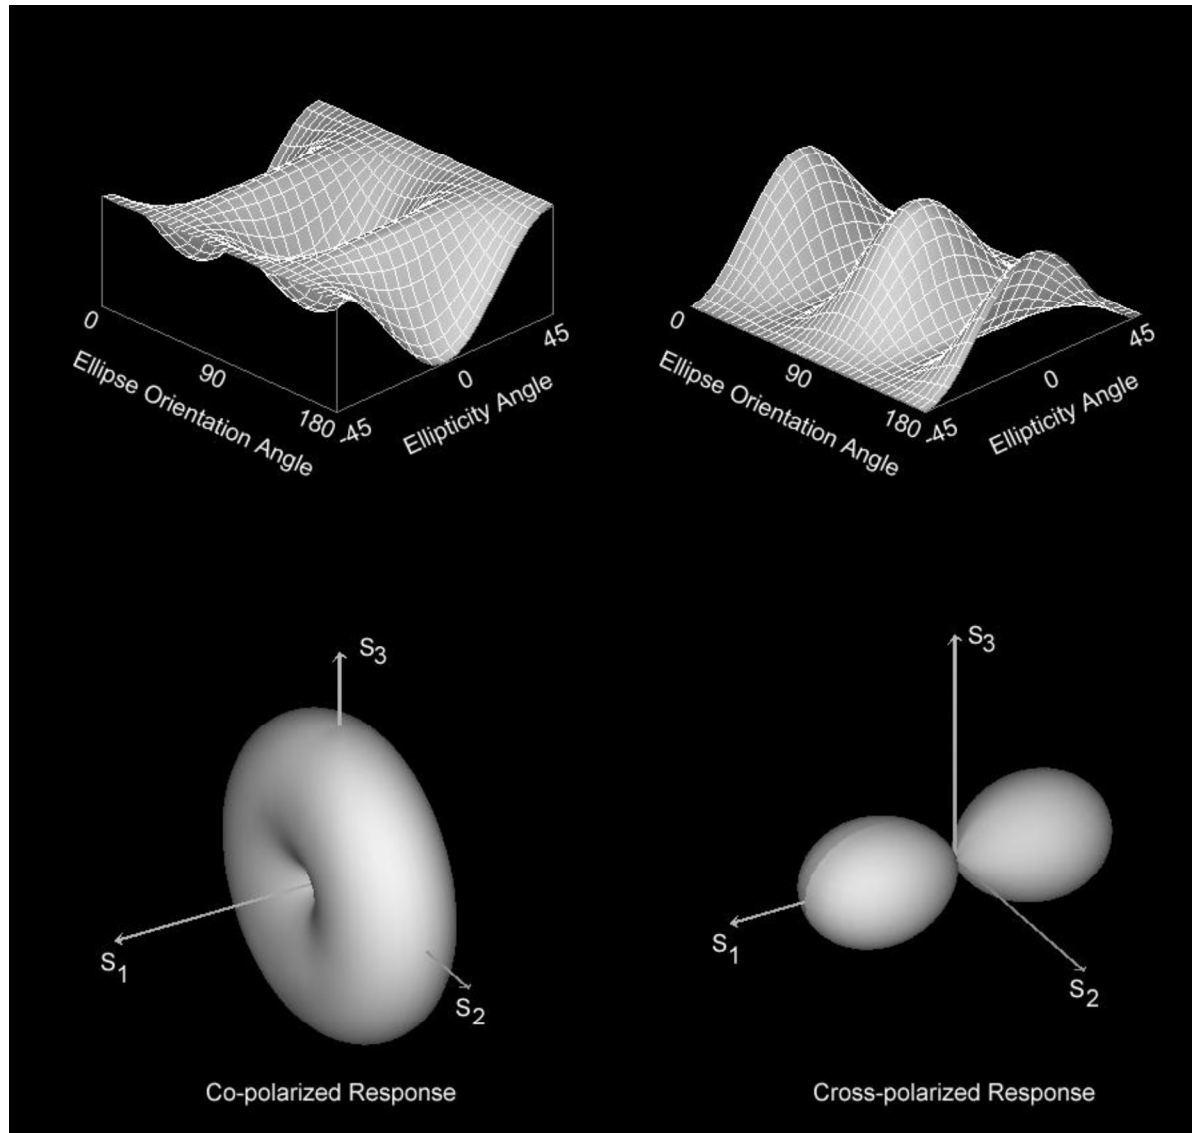 0
90
180
Ellipse Orientation Angle
-45
0
45
Ellipticity Angle
0
90
180
Ellipse Orientation Angle
-45
0
45
Ellipticity Angle
S3
S1
S2
Co-polarized Response
S3
S1
S2
Cross-polarized Response